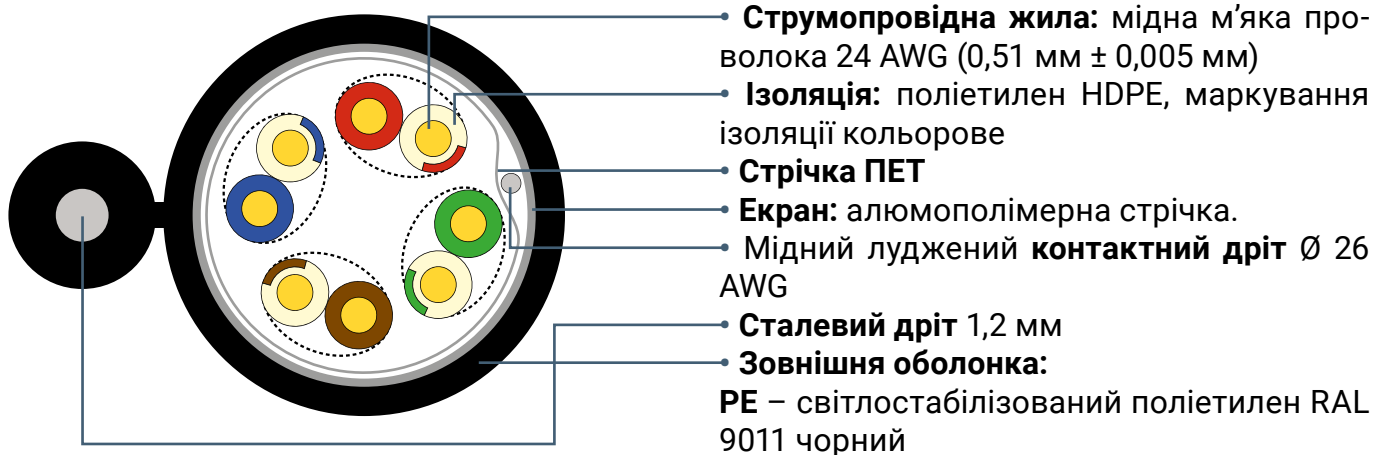 • Струмопровідна жила: мідна м’яка про-
волока 24 AWG (0,51 мм ± 0,005 мм)
• Ізоляція: поліетилен HDPE, маркування
ізоляції кольорове
• Стрічка ПЕТ
• Екран: алюмополімерна стрічка.
• Мідний луджений контактний дріт Ø 26
AWG
• Сталевий дріт 1,2 мм
• Зовнішня оболонка:
PE – світлостабілізований поліетилен RAL
9011 чорний